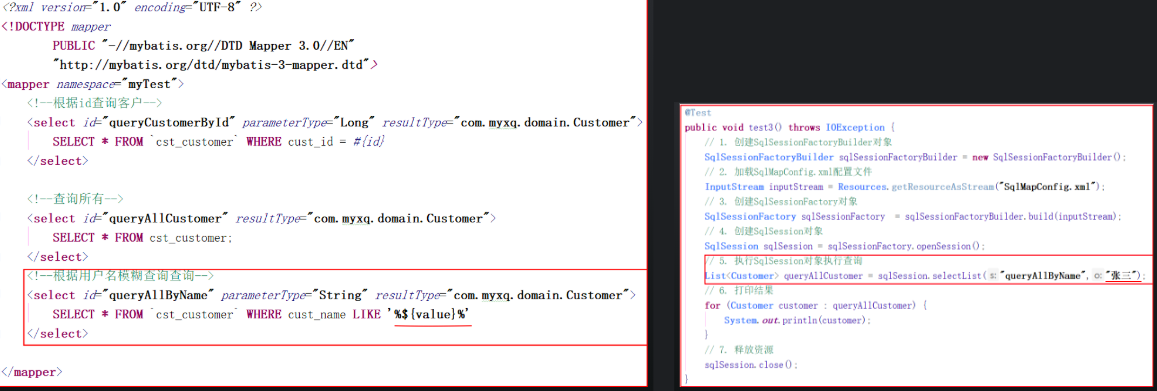 <?xml version="1.0" encoding="UTF-8" ?>
<!DOCTYPE mapper
PUBLIC "-//mybatis.org//DTD Mapper 3.0//EN"
"http://mybatis.org/dtd/mybatis-3-mapper.dtd">
<mapper namespace="myTest">
<!--根据id查询客户-->
<select id="queryCustomerById" parameterType="Long" resultType="com.myxq.domain.Customer">
SELECT * FROM `cst_customer` WHERE cust_id = #{id}
</select>
<!--查询所有-->
<select id="queryAllCustomer" resultType="com.myxq.domain.Customer">
SELECT * FROM cst_customer;
</select>
<!--根据用户名模糊查询查询-->
<select id="queryAllByName" parameterType="String" resultType="com.myxq.domain.Customer">
SELECT * FROM `cst_customer` WHERE cust_name LIKE '%${value}%'
</select>
</mapper>
@Test
public void test3() throws IOException {
// 1. 创建SqlSessionFactoryBuilder对象
SqlSessionFactoryBuilder sqlSessionFactoryBuilder = new SqlSessionFactoryBuilder();
// 2. 加载SqlMapConfig.xml配置文件
InputStream inputStream = Resources.getResourceAsStream("SqlMapConfig.xml");
// 3. 创建SqlSessionFactory对象
SqlSessionFactory sqlSessionFactory = sqlSessionFactoryBuilder.build(inputStream);
// 4. 创建SqlSession对象
SqlSession sqlSession = sqlSessionFactory.openSession();
// 5. 执行SqlSession对象执行查询
List<Customer> queryAllCustomer = sqlSession.selectList( s: "queryAllByName", o: "张三");
// 6. 打印结果
for (Customer customer : queryAllCustomer) {
System.out.println(customer);
}
// 7. 释放资源
sqlSession.close();
}